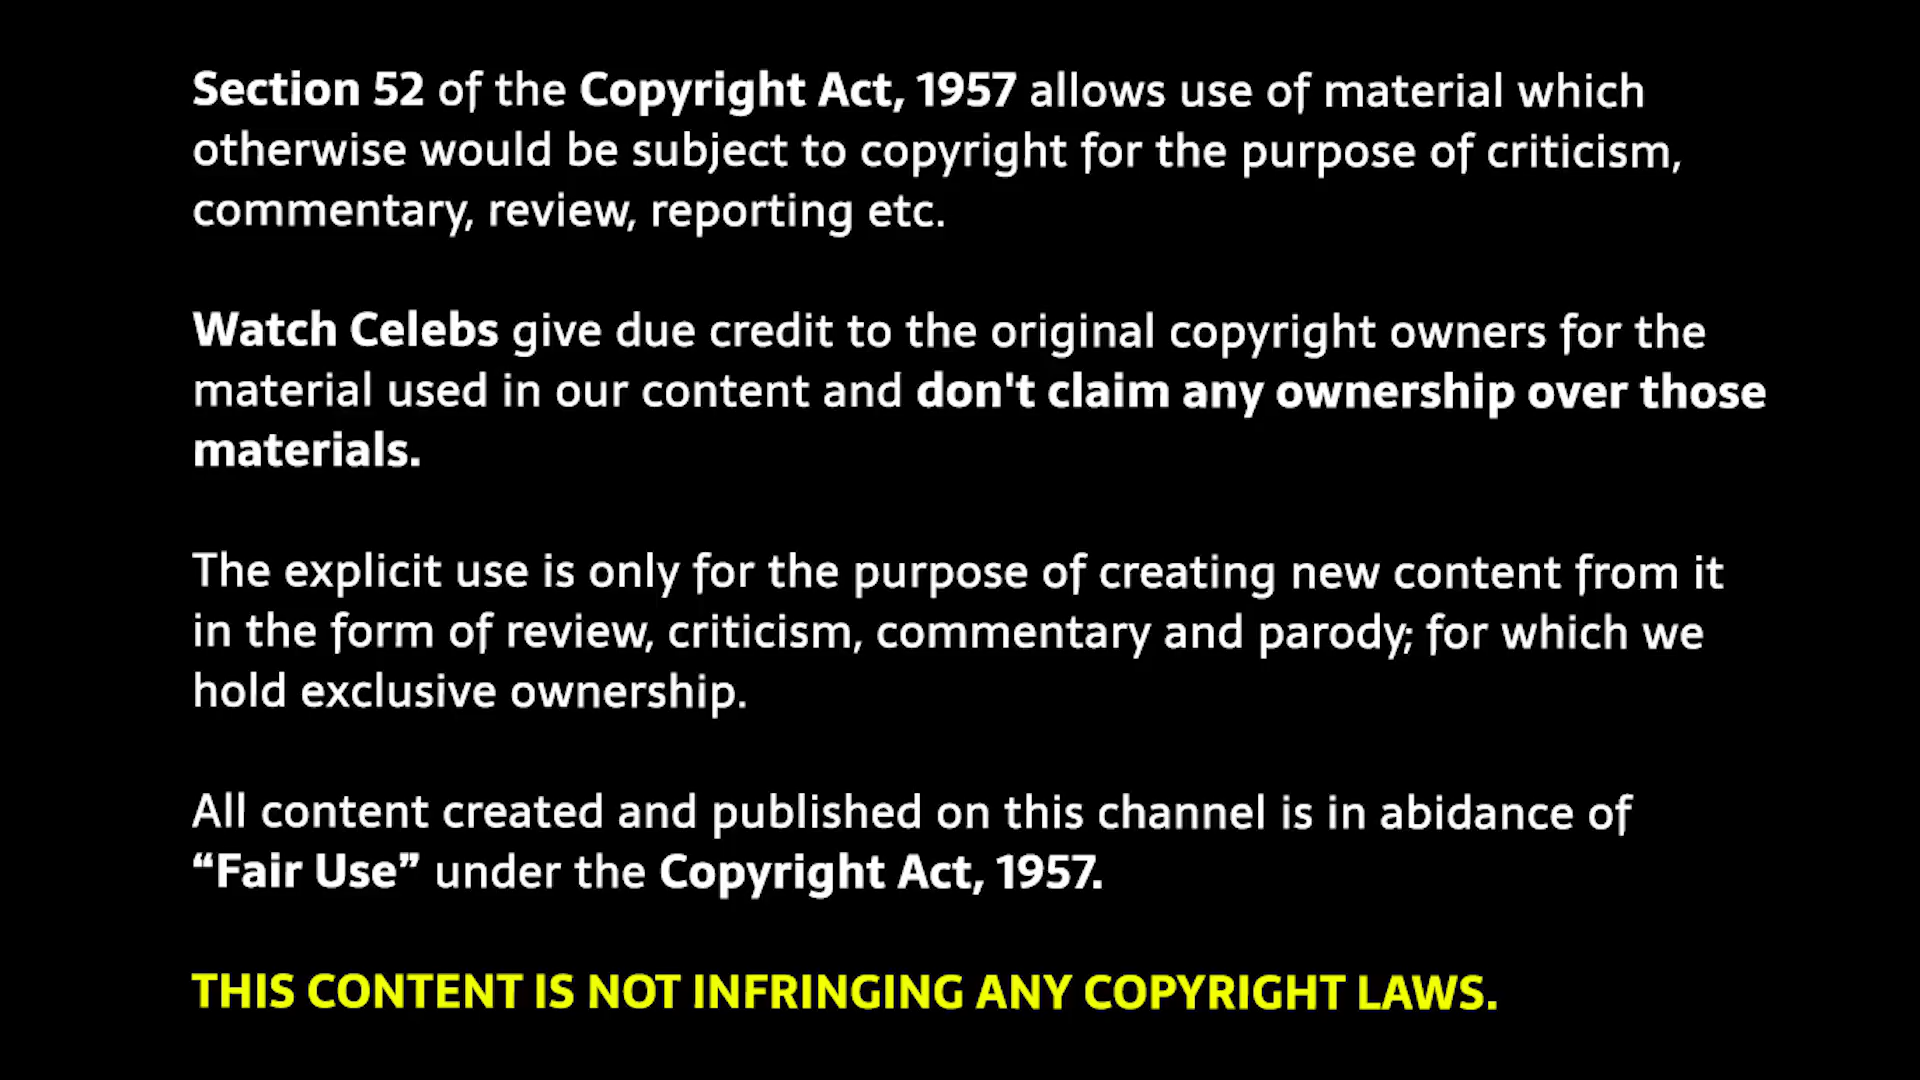 Section 52 of the Copyright Act, 1957 allows use of material which
otherwise would be subject to copyright for the purpose of criticism,
commentary, review, reporting etc.
Watch Celebs give due credit to the original copyright owners for the
material used in our content and don't claim any ownership over those
materials.
The explicit use is only for the purpose of creating new content from it
in the form of review, criticism, commentary and parody; for which we
hold exclusive ownership.
All content created and published on this channel is in abidance of
“Fair Use” under the Copyright Act, 1957.
THIS CONTENT IS NOT INFRINGING ANY COPYRIGHT LAWS.